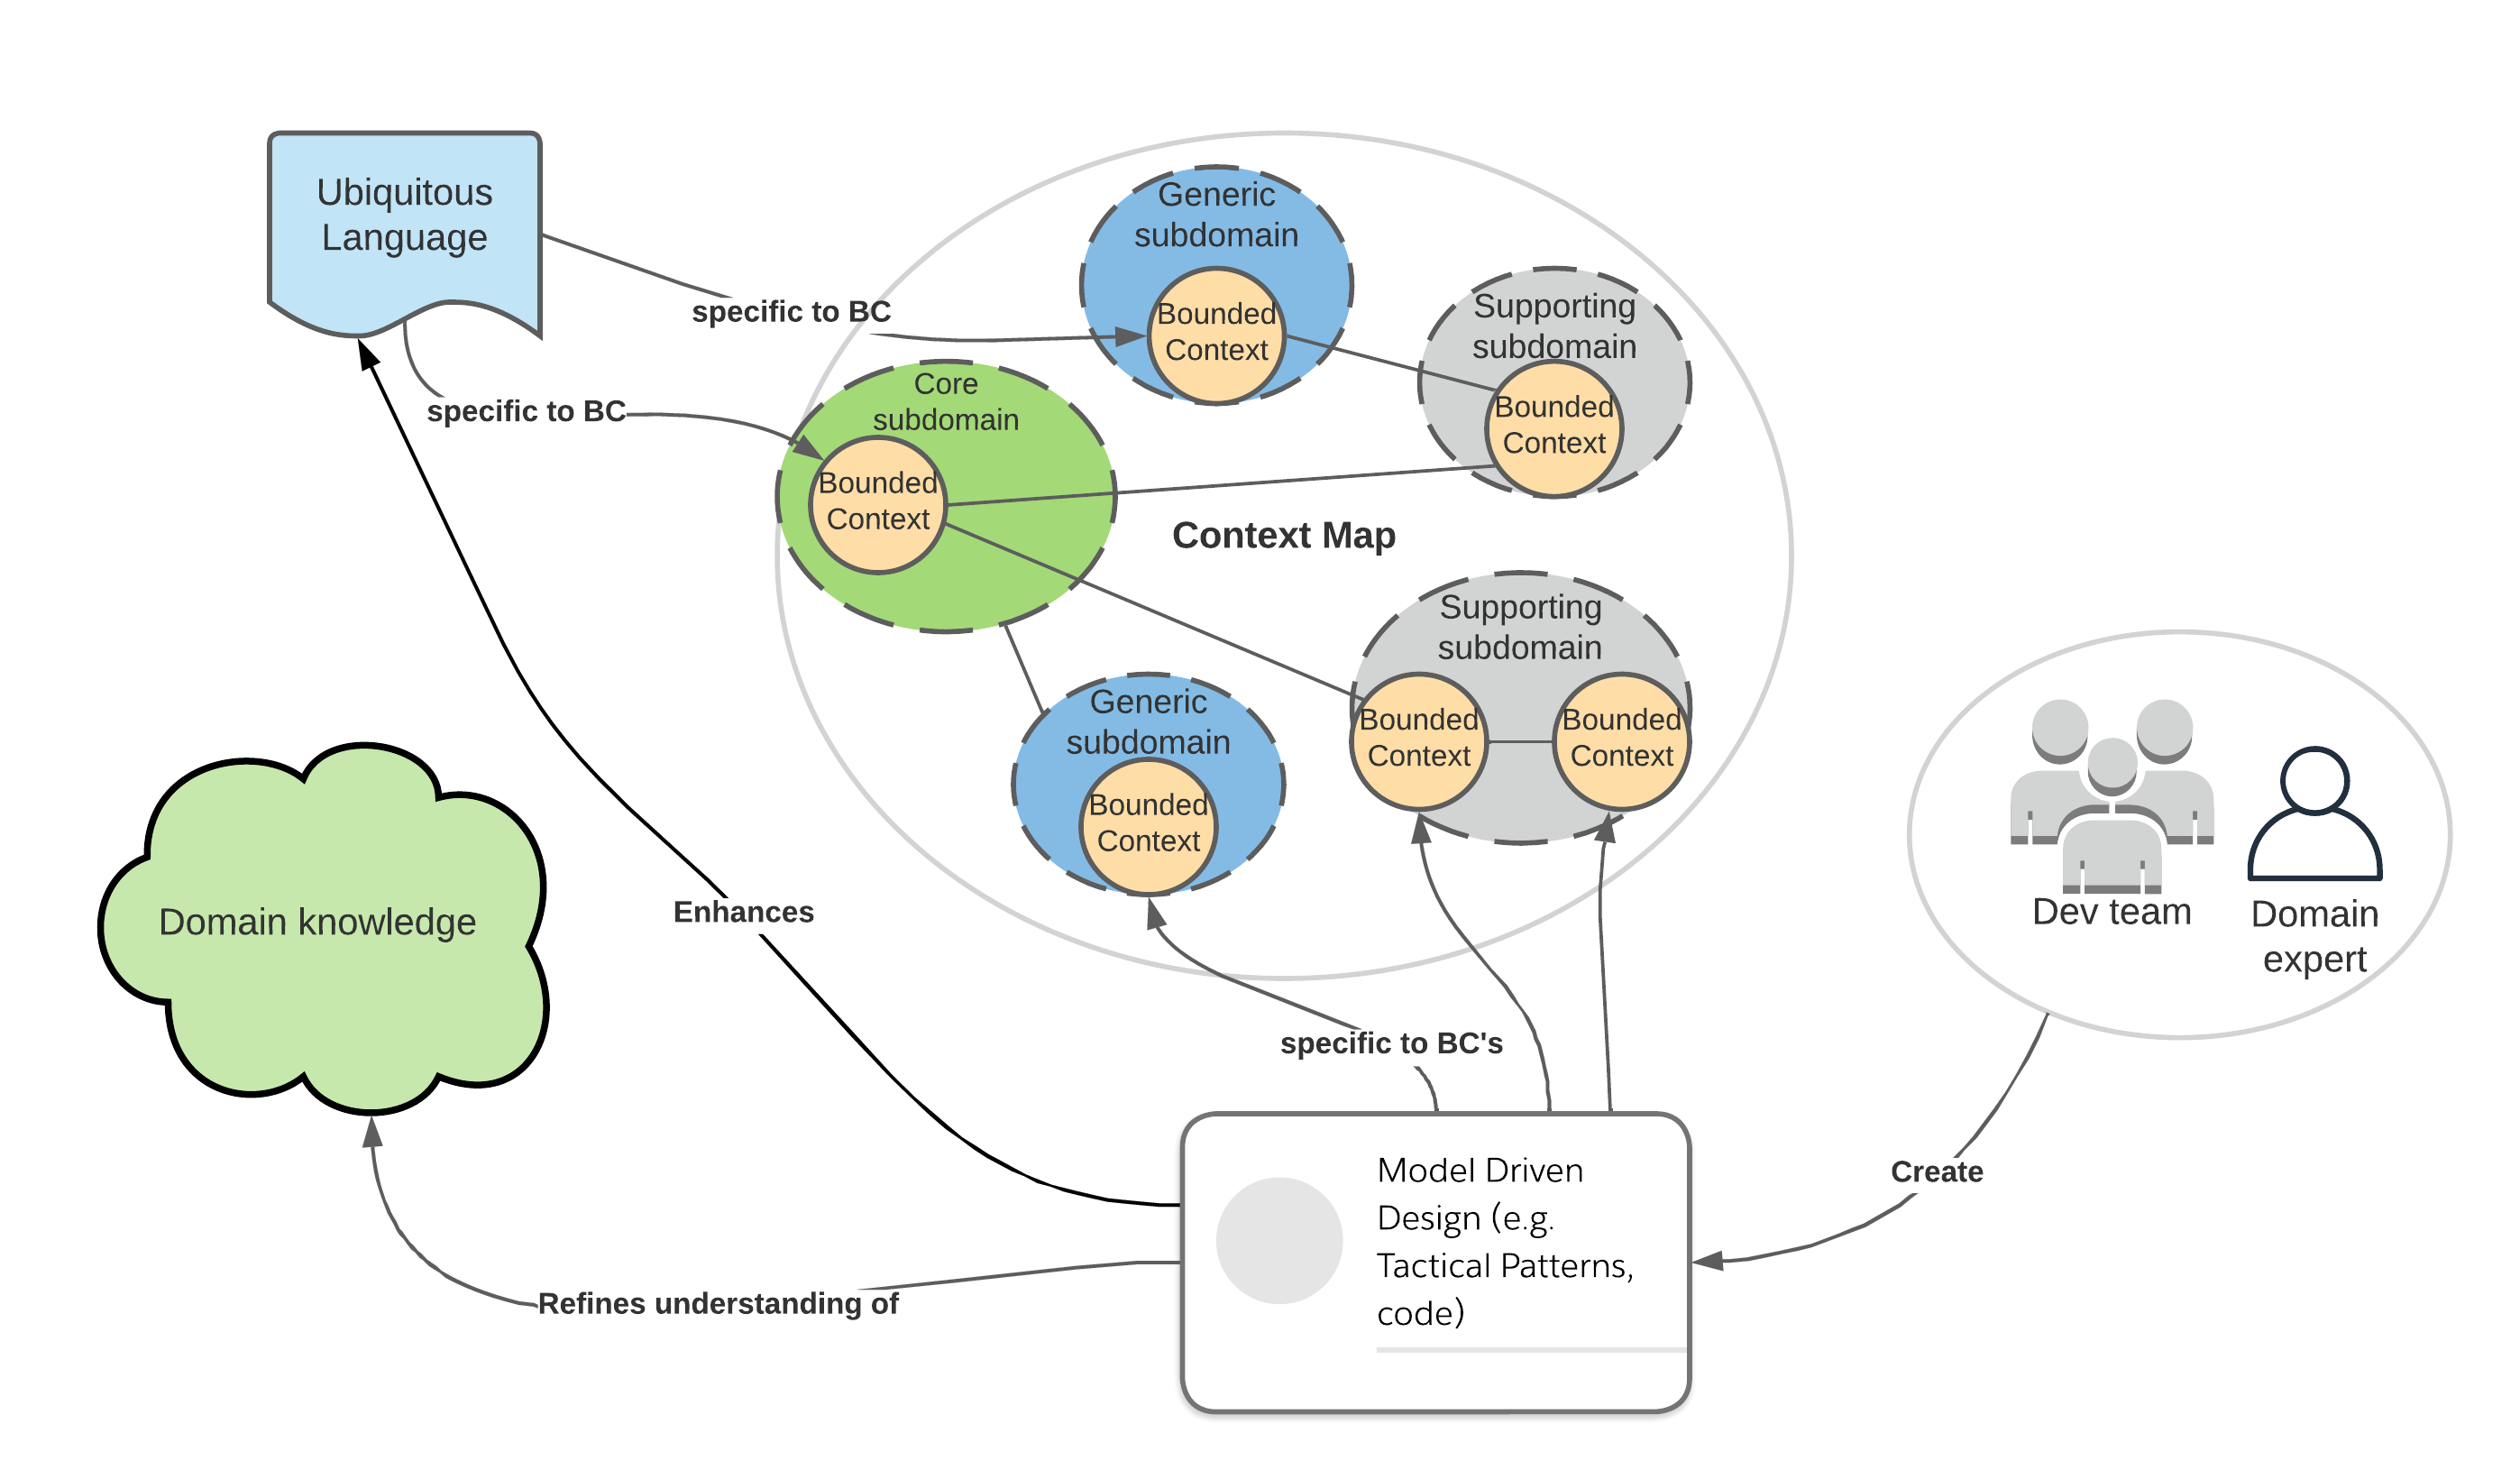 Ubiquitous
Language
specific to BC
specific to BC
Generic
subdomain
Bounded
Context
Supporting
subdomain
Bounded
Context
Core
subdomain
Bounded
Context
Context Map
Supporting
subdomain
Bounded
Context
Bounded
Context
Generic
subdomain
Bounded
Context
Domain knowledge
Enhances
Dev team
Domain
expert
specific to BC's
Create
Model Driven
Design (e.g.
Tactical Patterns,
code)
Refines understanding of